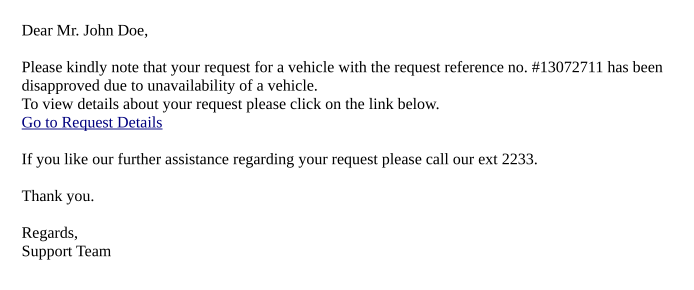 Dear Mr. John Doe,
Please kindly note that your request for a vehicle with the request reference no. #13072711 has been
disapproved due to unavailability of a vehicle.
To view details about your request please click on the link below.
Go to Request Details
If you like our further assistance regarding your request please call our ext 2233.
Thank you.
Regards,
Support Team